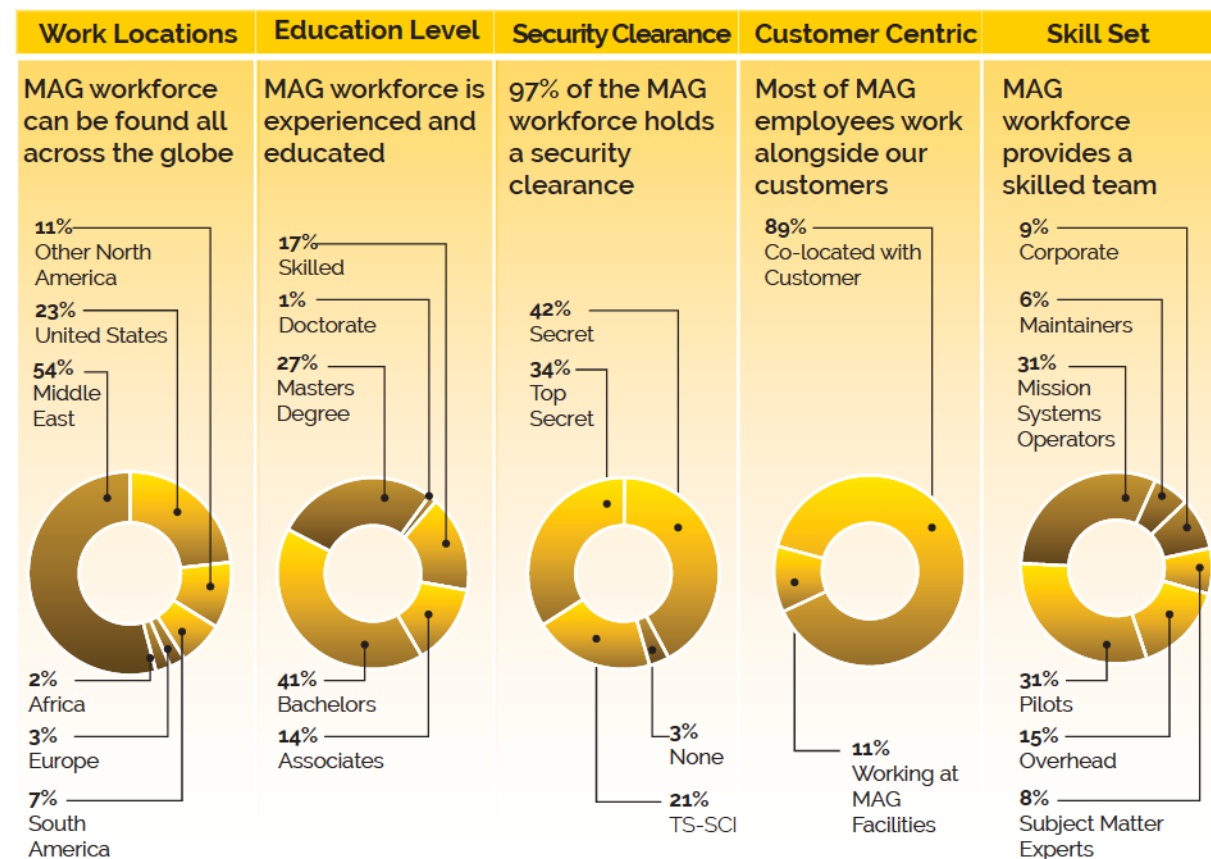 Work Locations
MAG workforce
can be found all
across the globe
11%
Other North
America
23%
United States
54%
Middle
East
2%
Africa
3%
Europe
7%
South
America
Education Level
MAG workforce is
experienced and
educated
17%
Skilled
1%
Doctorate
27%
Masters
Degree
41%
Bachelors
14%
Associates
Security Clearance
97% of the MAG
workforce holds
a security
clearance
42%
Secret
34%
Top
Secret
3%
None
21%
TS-SCI
Customer Centric
Most of MAG
employees work
alongside our
customers
89%
Co-located with
Customer
11%
Working at
MAG
Facilities
Skill Set
MAG
workforce
provides a
skilled team
9%
Corporate
6%
Maintainers
31%
Mission
Systems
Operators
31%
Pilots
15%
Overhead
8%
Subject Matter
Experts